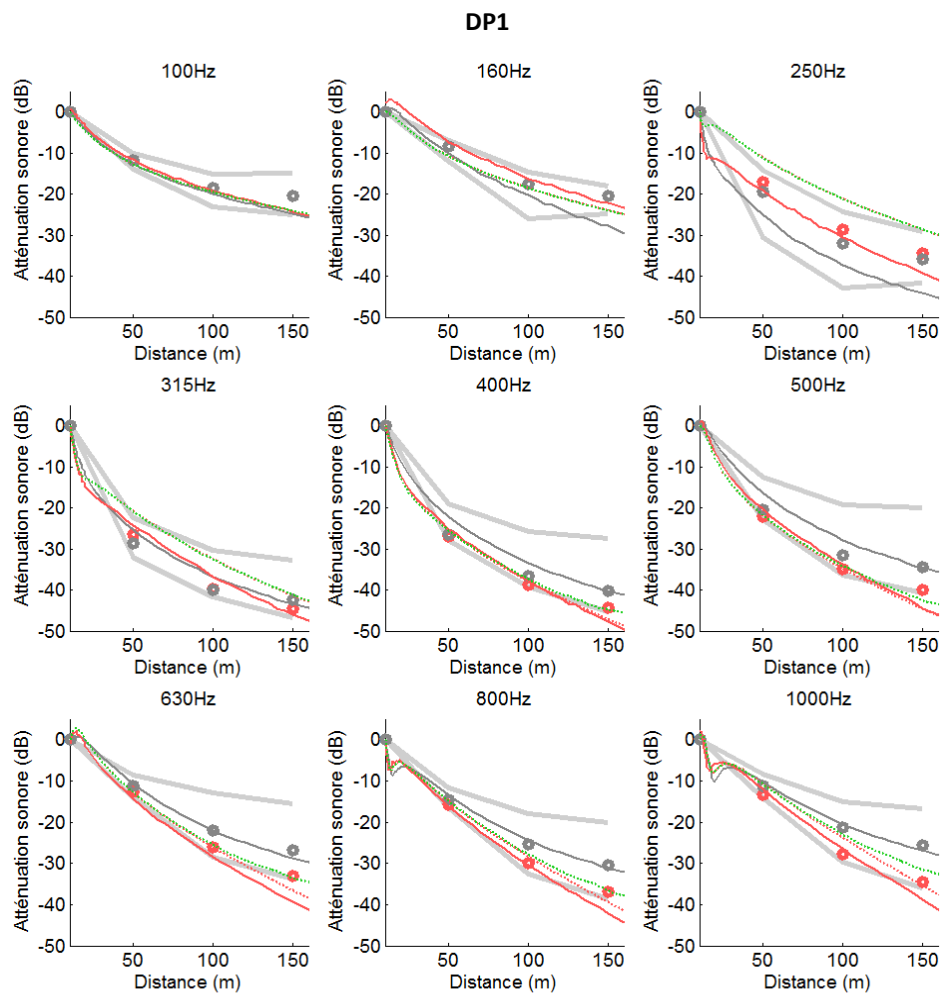 DP1
100Hz
160Hz
250Hz
Atténuation sonore (dB)
0
-10
-20
-30
-40
-50
50
100
150
Distance (m)
Atténuation sonore (dB)
0
-10
-20
-30
-40
-50
50
100
150
Distance (m)
Atténuation sonore (dB)
0
-10
-20
-30
-40
-50
50
100
150
Distance (m)
315Hz
400Hz
500Hz
Atténuation sonore (dB)
0
-10
-20
-30
-40
-50
50
100
150
Distance (m)
Atténuation sonore (dB)
0
-10
-20
-30
-40
-50
50
100
150
Distance (m)
Atténuation sonore (dB)
0
-10
-20
-30
-40
-50
50
100
150
Distance (m)
630Hz
800Hz
1000Hz
Atténuation sonore (dB)
0
-10
-20
-30
-40
-50
50
100
150
Distance (m)
Atténuation sonore (dB)
0
-10
-20
-30
-40
-50
50
100
150
Distance (m)
Atténuation sonore (dB)
0
-10
-20
-30
-40
-50
50
100
150
Distance (m)